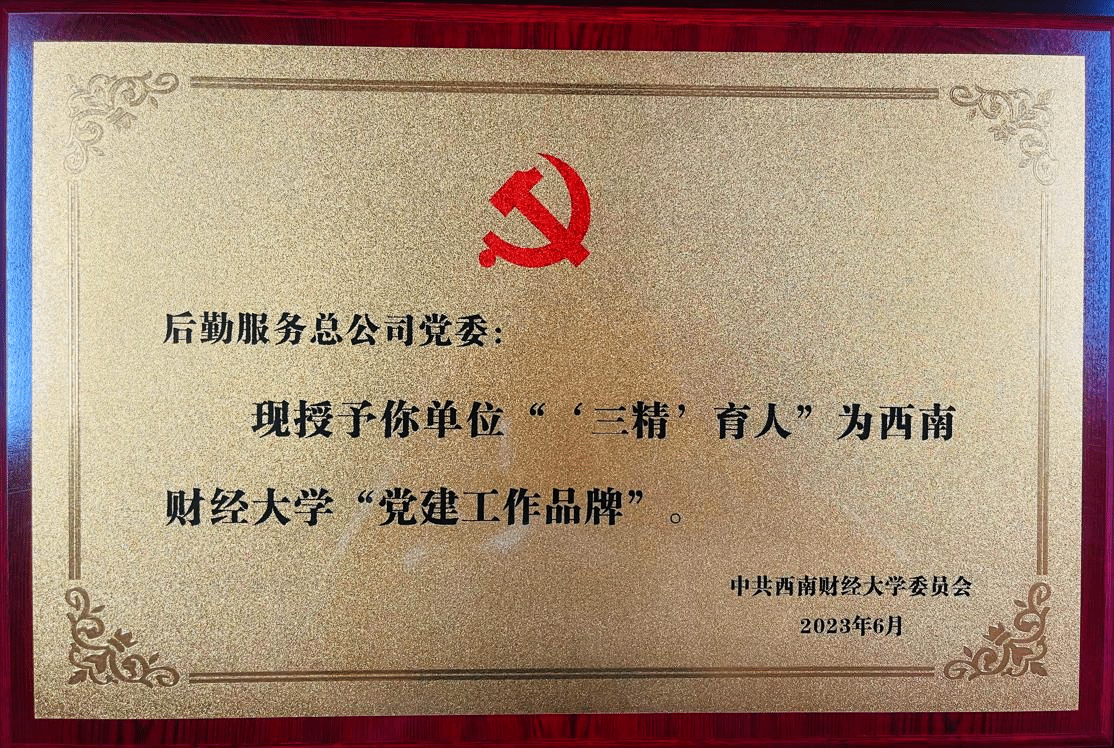 后勤服务总公司党委：
现授予你单位“‘三精’育人”为西南
财经大学“党建工作品牌”。
中共西南财经大学委员会
2023年6月